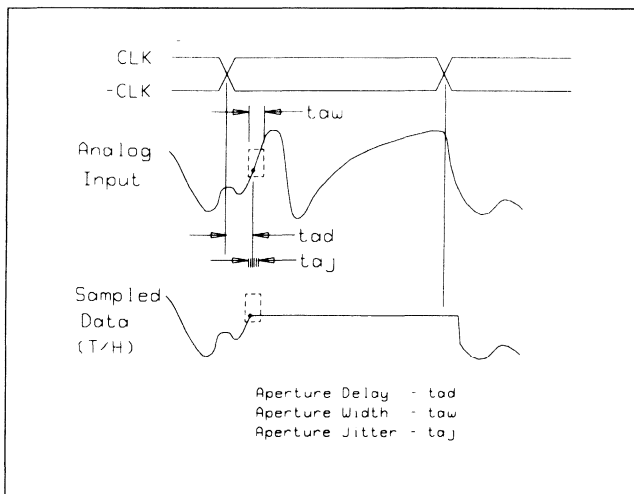 CLK
-CLK
taw
Analog
Input
tad
taj
Sampled
Data
(T/H)
Aperture Delay - tad
Aperture Width - taw
Aperture Jitter - taj